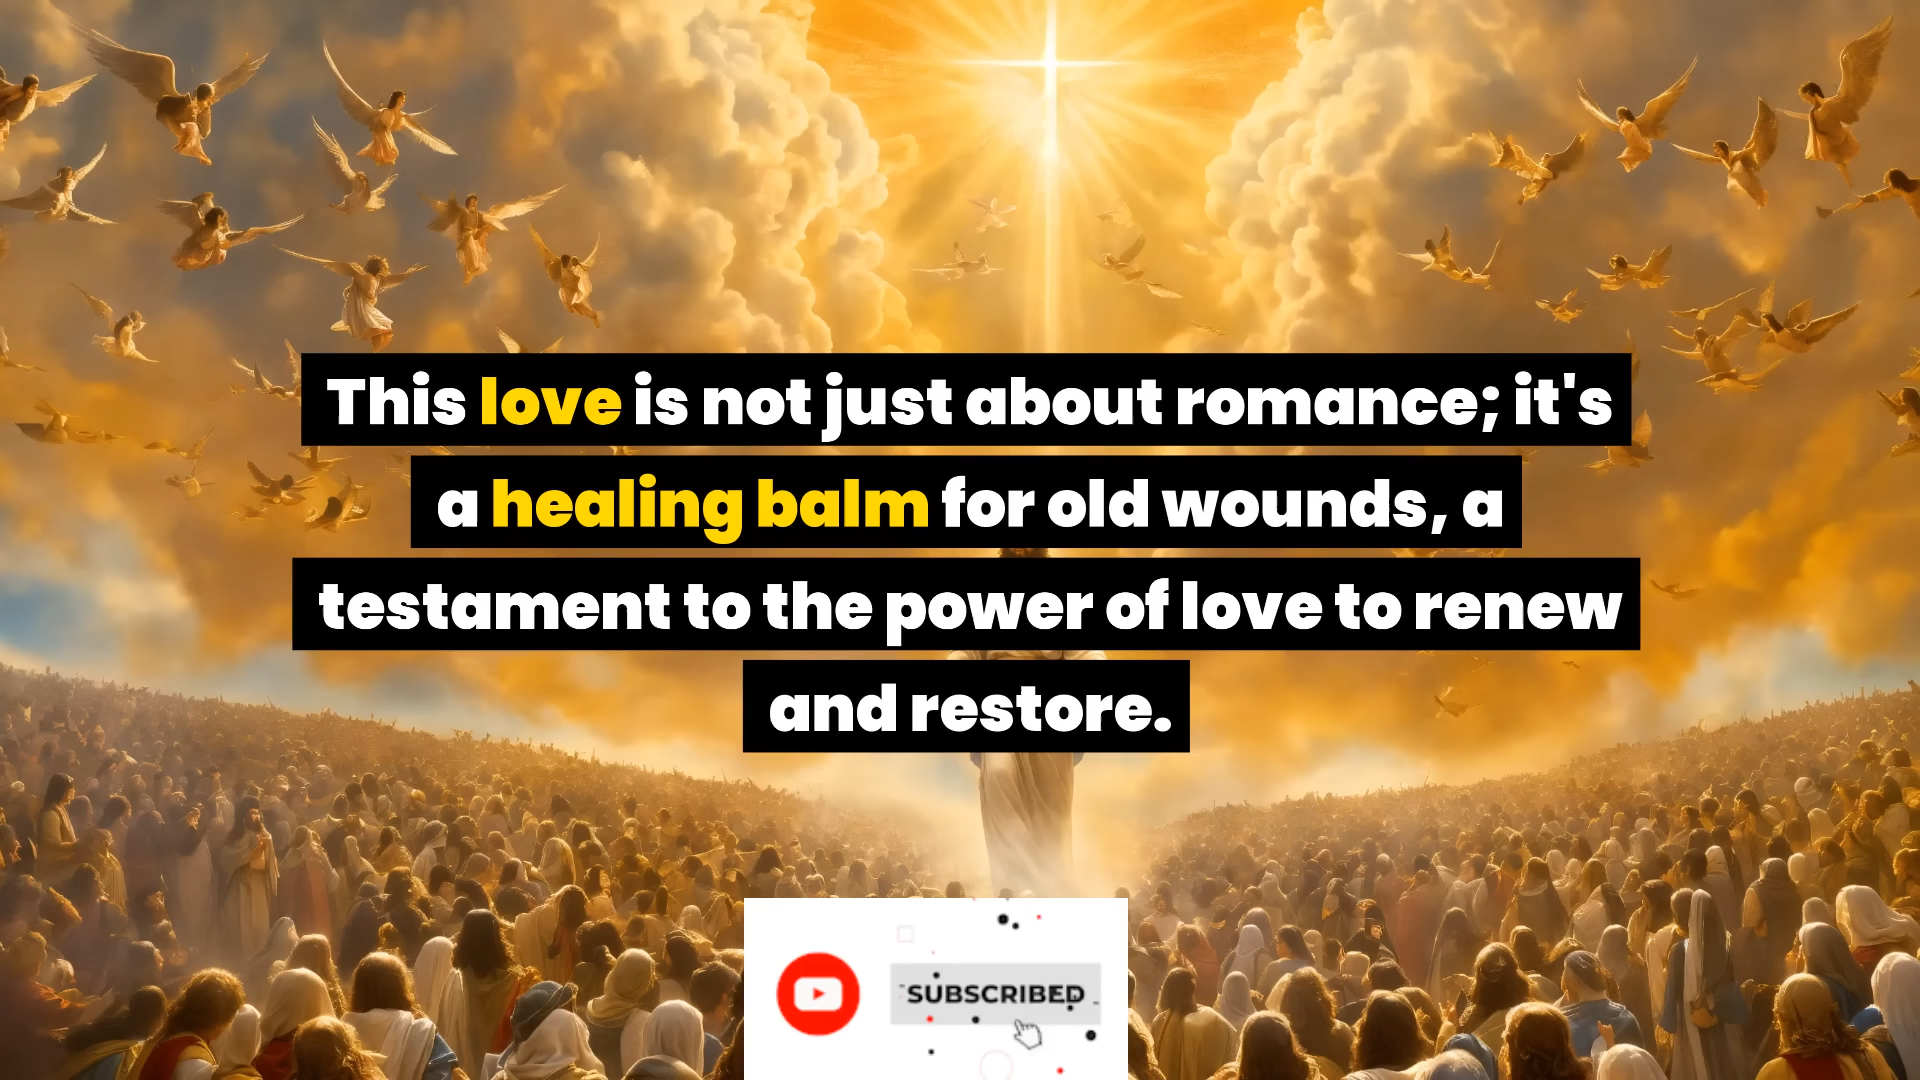 This love is not just about romance; it's
a healing balm for old wounds, a
testament to the power of love to renew
and restore.
SUBSCRIBED